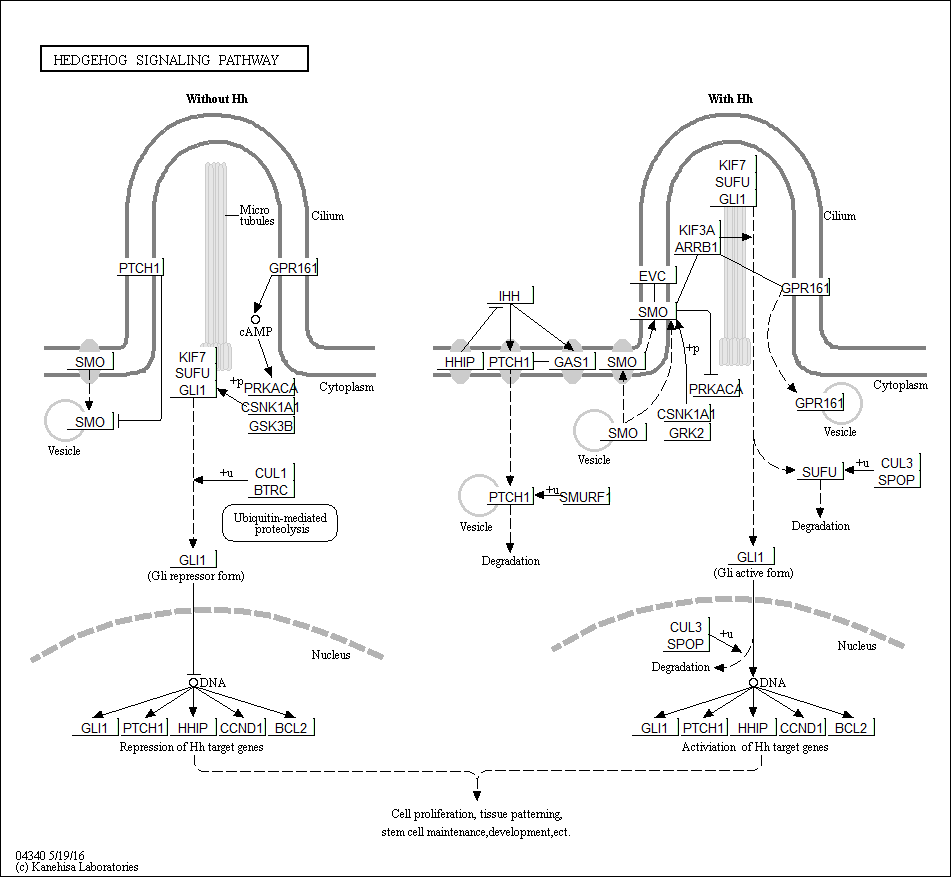 HEDGEHOG SIGNALING PATHWAY
Without Hh
With Hh
Micro
tubules
Cilium
PTCH1
GPR161
cAMP
SMO
KIF7
SUFU
GLI1
+p
PRKACA
CSNK1A1
GSK3B
Cytoplasm
SMO
Vesicle
+u
CUL1
BTRC
Ubiquitin-mediated
proteolysis
GLI1
(Gli repressor form)
Nucleus
DNA
GLI1
PTCH1
HHIP
CCND1
BCL2
Repression of Hh target genes
KIF7
SUFU
GLI1
Cilium
KIF3A
ARRB1
EVC
GPR161
IHH
SMO
HHIP
PTCH1
GAS1
SMO
+p
PRKACA
Cytoplasm
CSNK1A1
GRK2
GPR161
Vesicle
SMO
Vesicle
SUFU
+u
CUL3
SPOP
Degradation
PTCH1
+u
SMURF1
Vesicle
Degradation
GLI1
(Gli active form)
CUL3
SPOP
+u
Degradation
Nucleus
DNA
GLI1
PTCH1
HHIP
CCND1
BCL2
Activiation of Hh target genes
Cell proliferation, tissue patterning,
stem cell maintenance,development,ect.
04340 5/19/16
(c) Kanehisa Laboratories